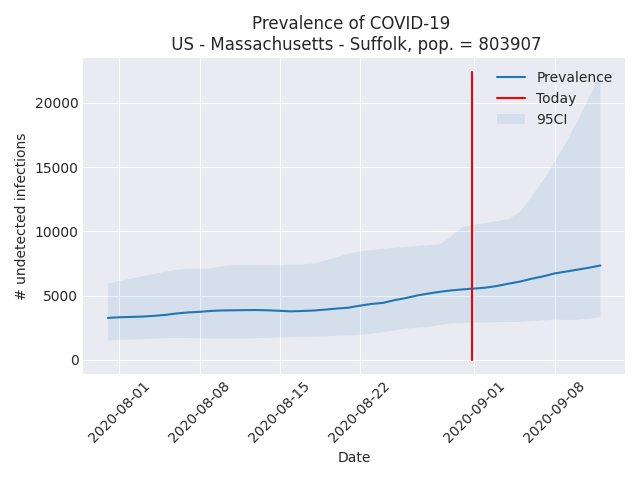 Prevalence of COVID-19
US - Massachusetts - Suffolk, pop. = 803907
Prevalence
Today
95CI
20000
15000
10000
5000
0
# undetected infections
2020-08-01
2020-08-08
2020-08-15
2020-08-22
2020-09-01
2020-09-08
Date